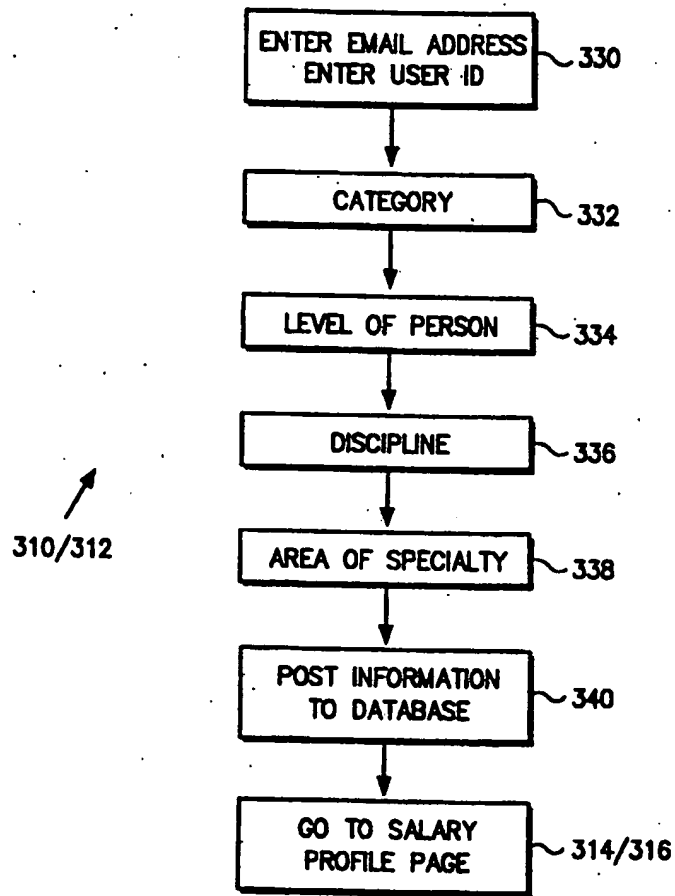 ENTER EMAIL ADDRESS
ENTER USER ID
330
CATEGORY
332
LEVEL OF PERSON
334
DISCIPLINE
336
310/312
AREA OF SPECIALTY
338
POST INFORMATION
TO DATABASE
340
GO TO SALARY
PROFILE PAGE
314/316